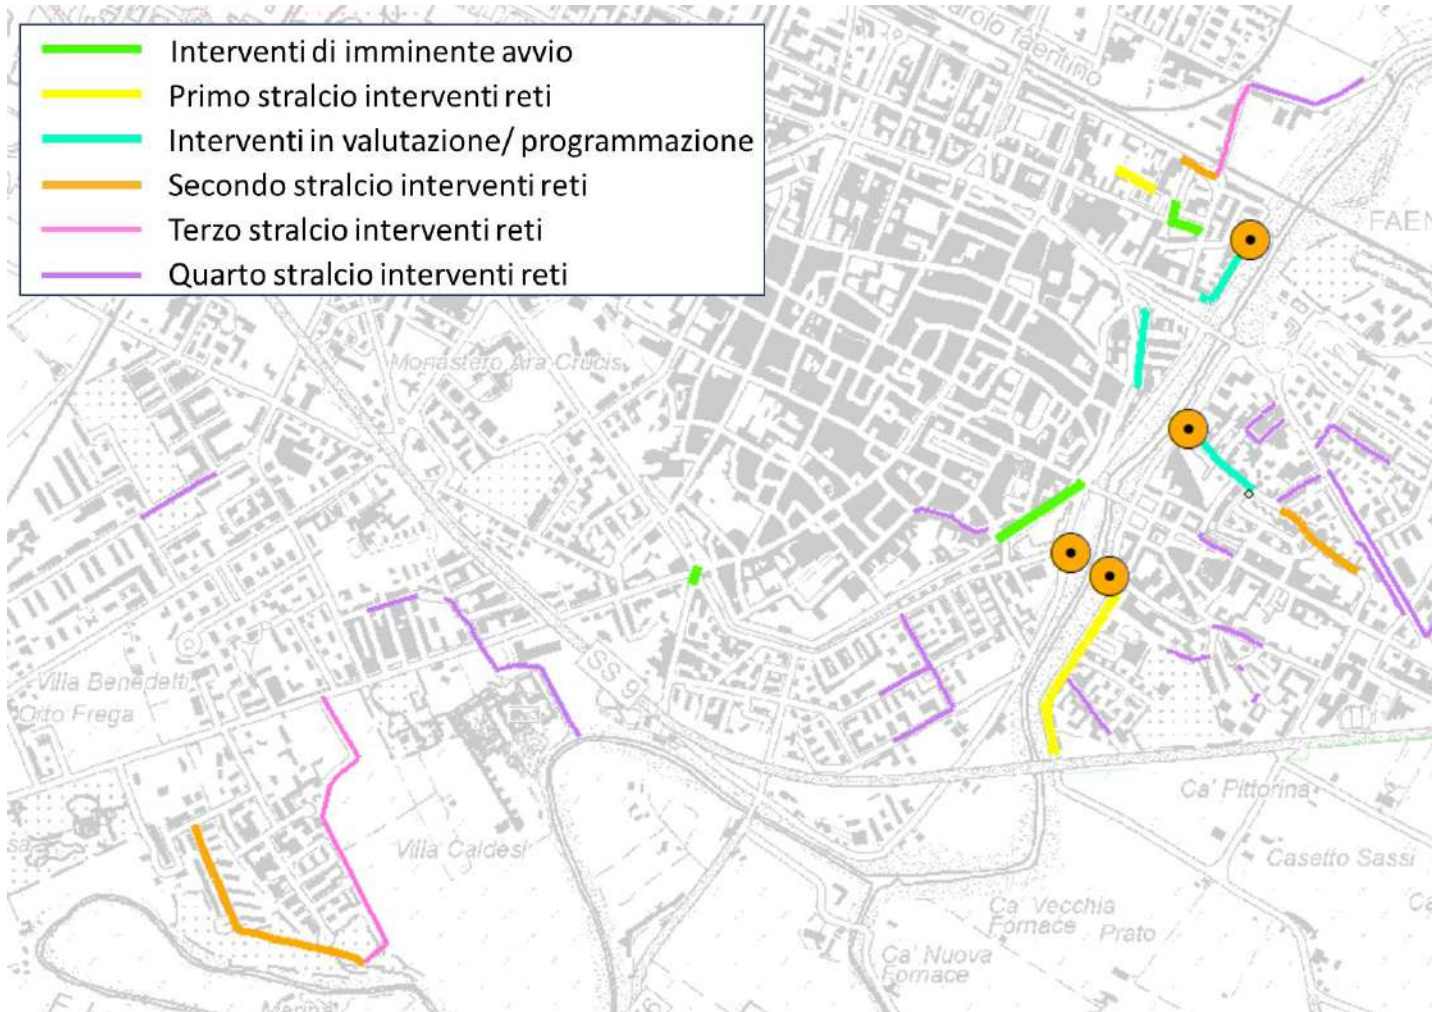 Interventi di imminente avvio
Primo stralcio interventi reti
Interventi in valutazione/ programmazione
Secondo stralcio interventi reti
Terzo stralcio interventi reti
Quarto stralcio interventi reti
faentino
FAEN
Monastero Ara Crucis
SS 9
Villa Benedetti
Orto Frega
Villa Caldesi
Ca' Pittorina
Casetto Sassi
Ca Vecchia
Fornace
Prato
Ca' Nuova
Fornace